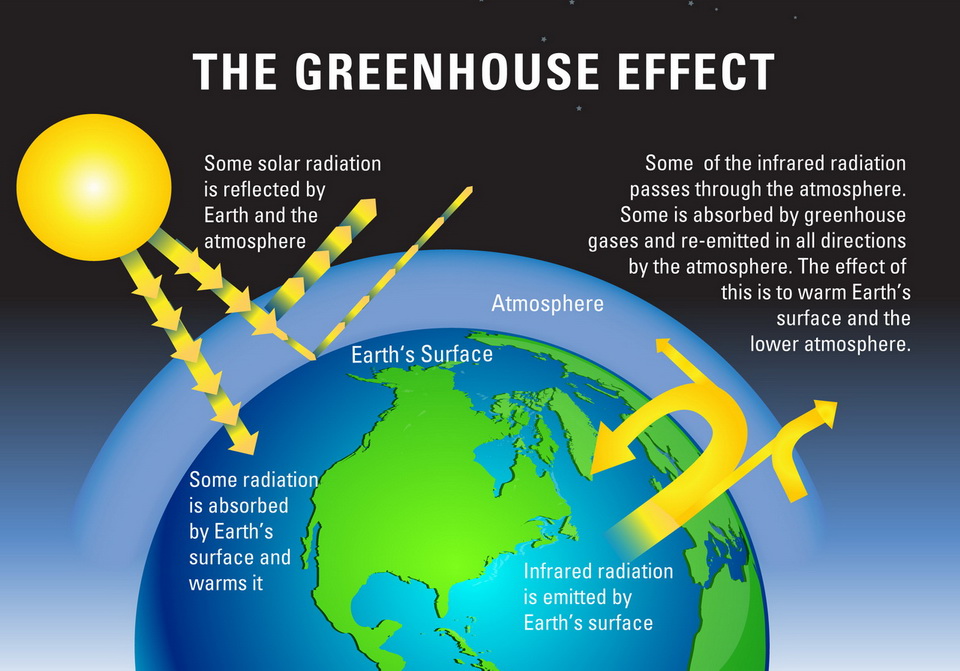 THE GREENHOUSE EFFECT
Some solar radiation
is reflected by
Earth and the
atmosphere
Some of the infrared radiation
passes through the atmosphere.
Some is absorbed by greenhouse
gases and re-emitted in all directions
by the atmosphere. The effect of
this is to warm Earth's
surface and the
lower atmosphere.
Atmosphere
Earth‘s Surface
Some radiation
is absorbed
by Earth's
surface and
warms it
Infrared radiation
is emitted by
Earth's surface